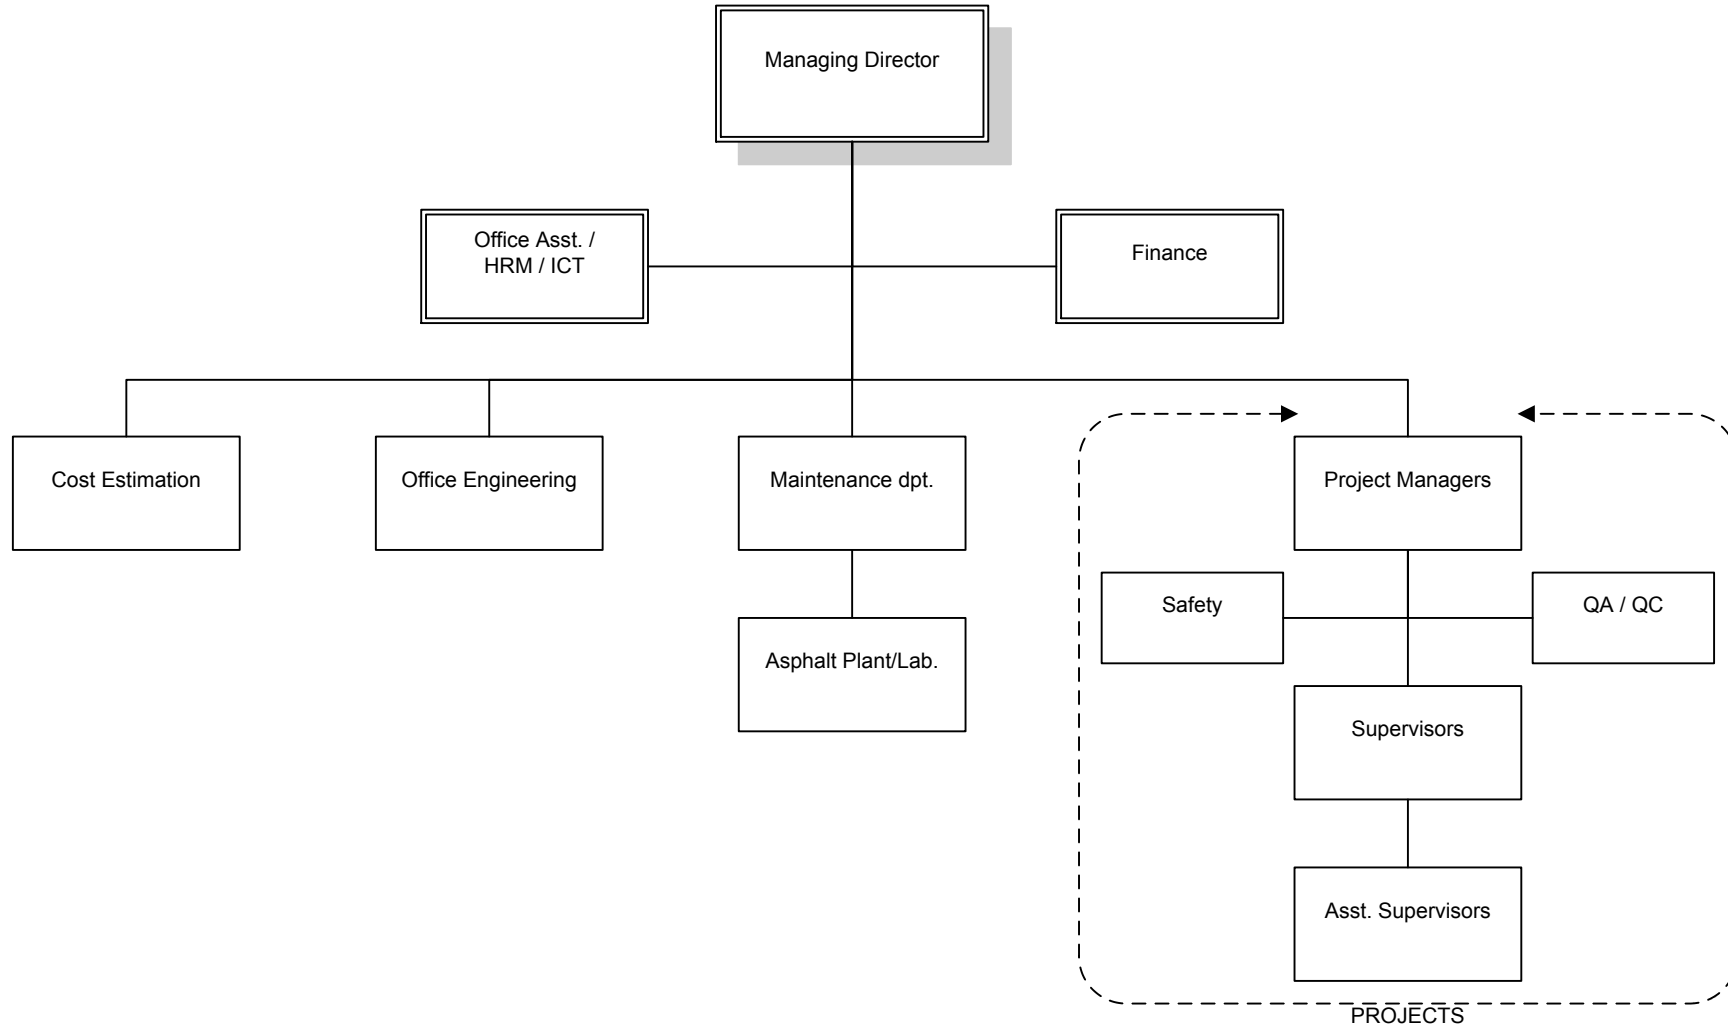 Managing Director
Office Asst. /
HRM / ICT
Finance
Cost Estimation
Office Engineering
Maintenance dpt.
Project Managers
Safety
QA / QC
Asphalt Plant/Lab.
Supervisors
Asst. Supervisors
PROJECTS